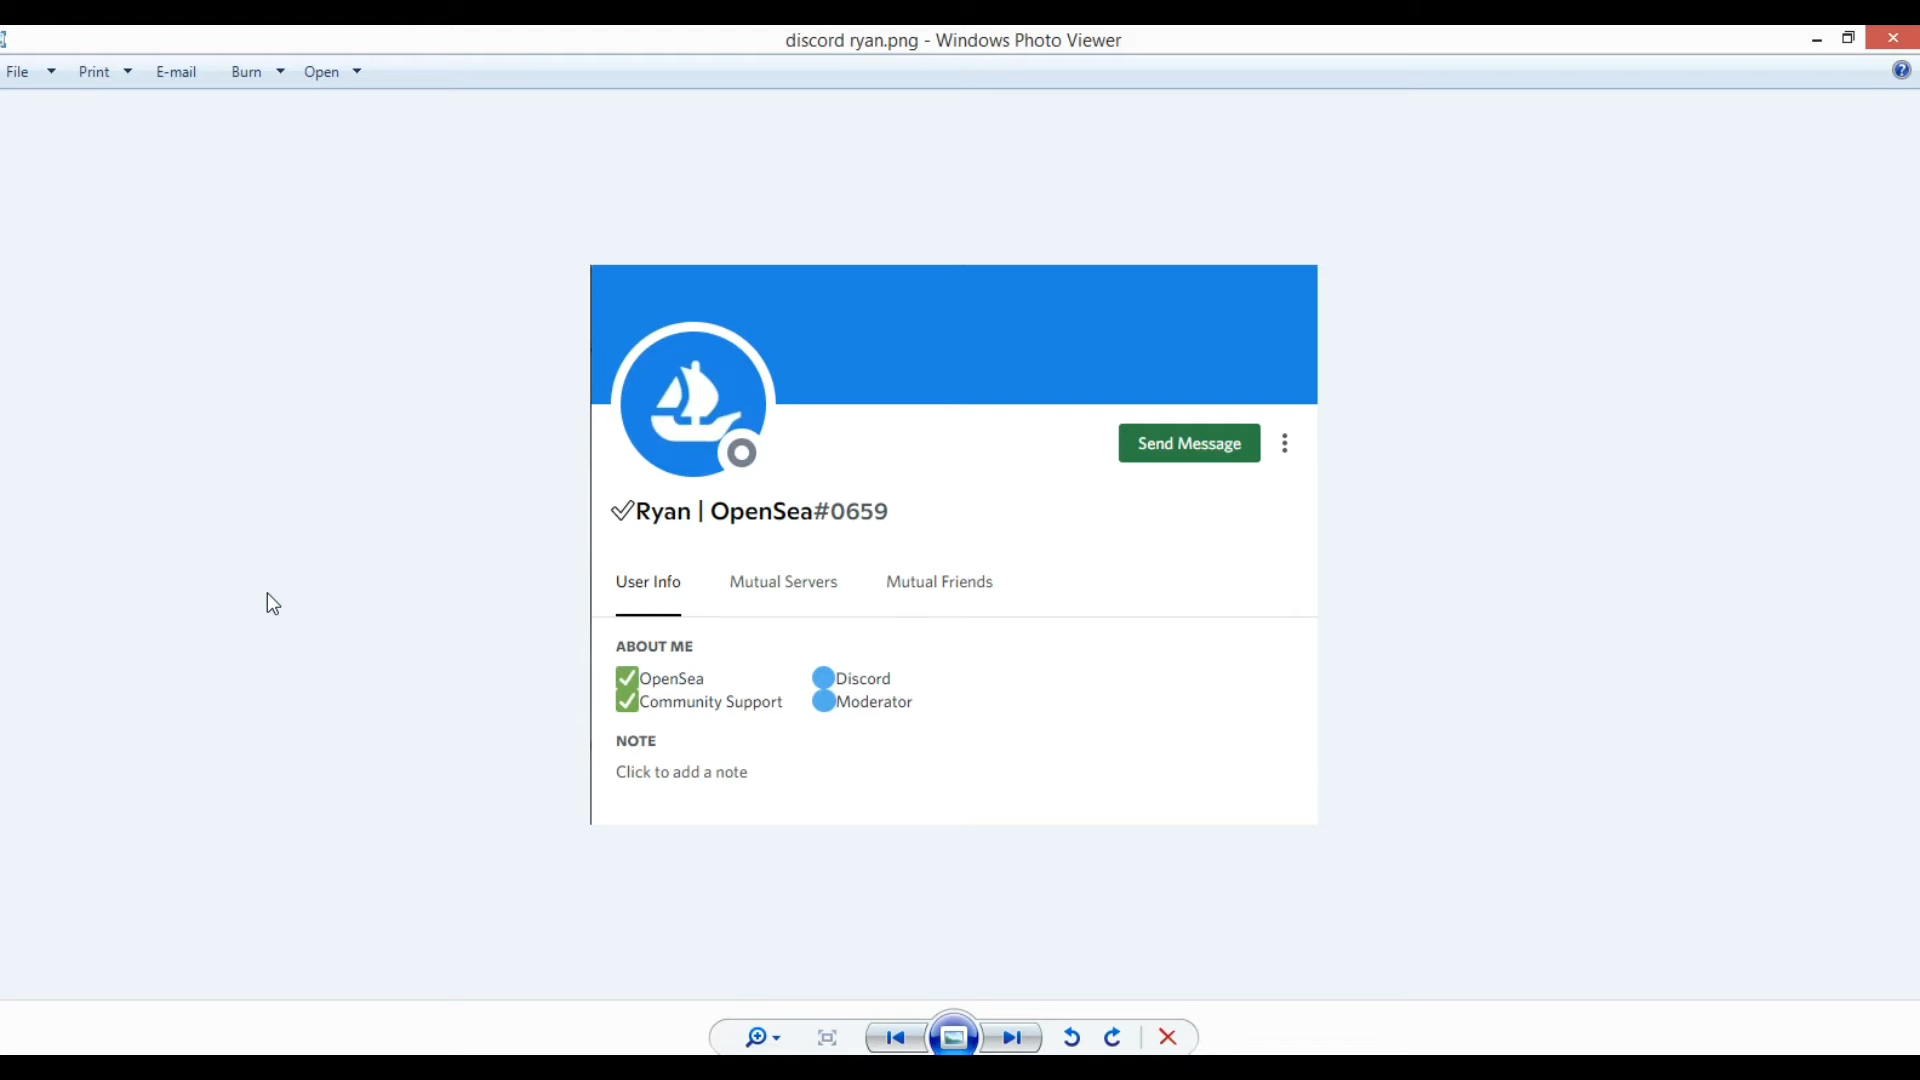 discord ryan.png - Windows Photo Viewer
File Print E-mail Burn Open
Send Message
Ryan | OpenSea#0659
User Info Mutual Servers Mutual Friends
ABOUT ME
OpenSea Discord
Community Support Moderator
NOTE
Click to add a note